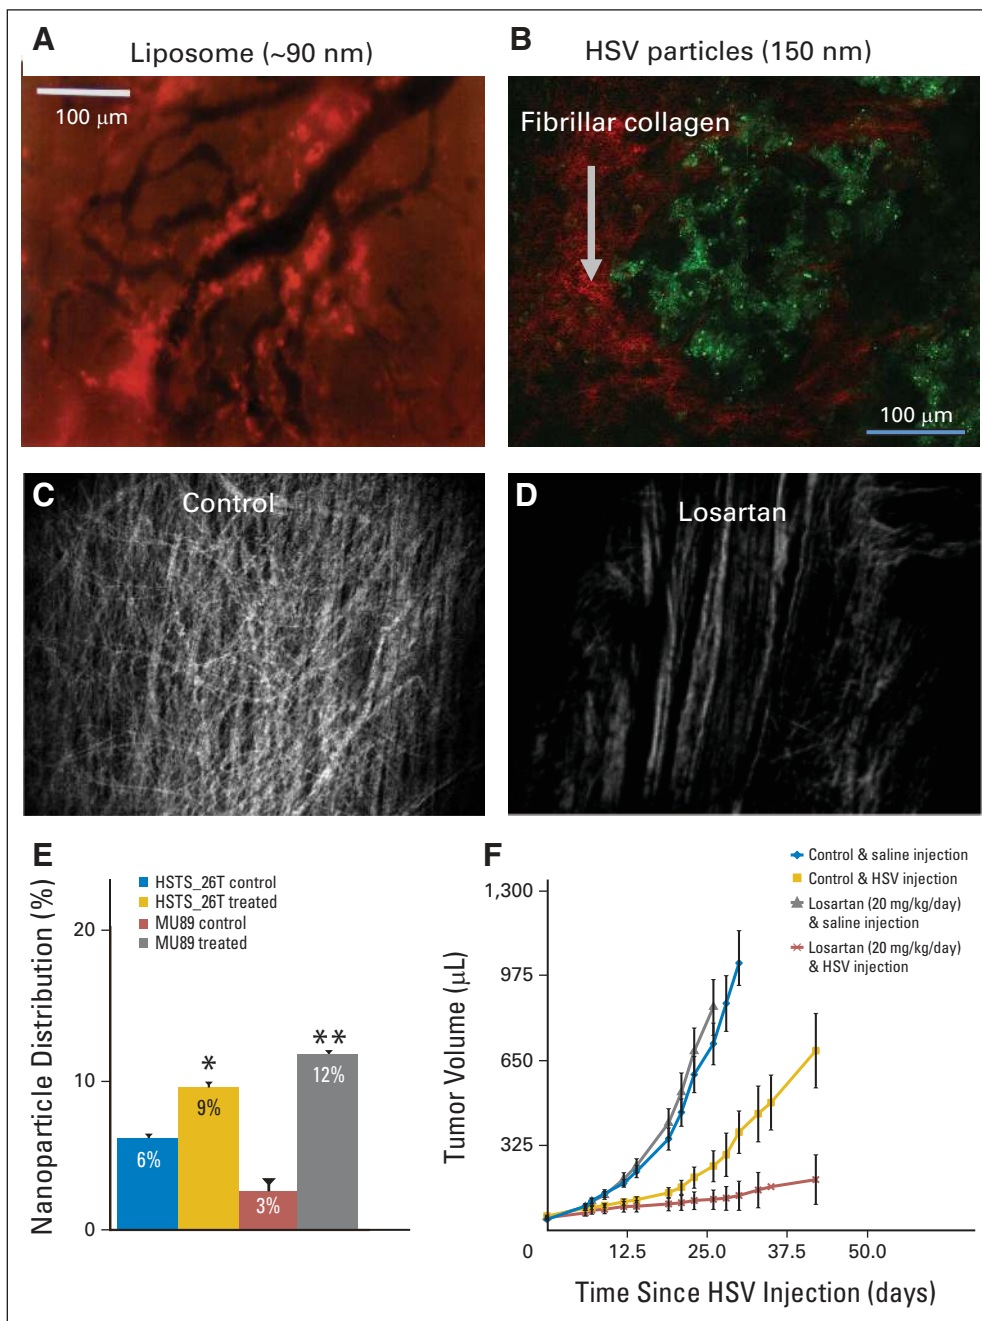 A
Liposome (~90 nm)
100 μm
B
HSV particles (150 nm)
Fibrillar collagen
100 μm
C
Control
D
Losartan
E
Nanoparticle Distribution (%)
20
10
0
HSTS_26T control
HSTS_26T treated
MU89 control
MU89 treated
6%
*
9%
3%
**
12%
F
Tumor Volume (μL)
1,300
975
650
325
0
12.5
25.0
37.5
50.0
Time Since HSV Injection (days)
Control & saline injection
Control & HSV injection
Losartan (20 mg/kg/day)
& saline injection
Losartan (20 mg/kg/day)
& HSV injection